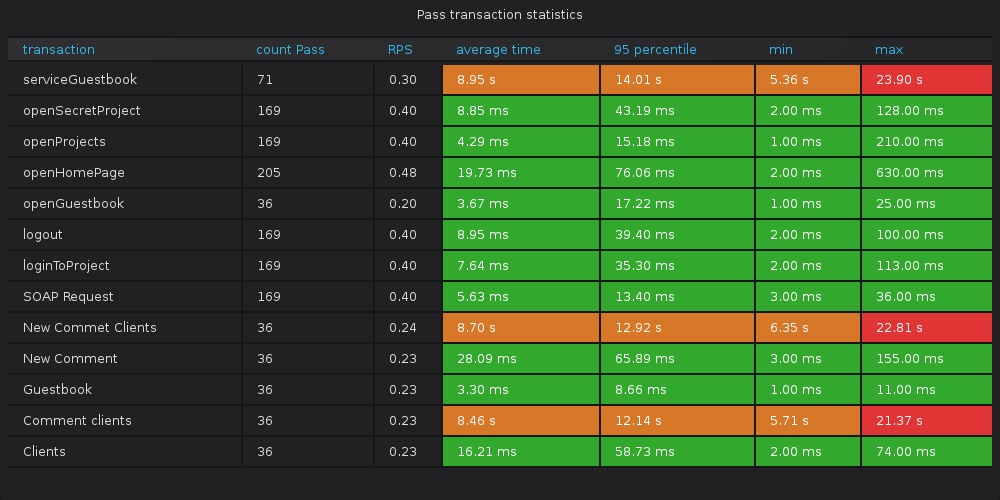 Pass transaction statistics
transaction count Pass RPS average time 95 percentile min max
serviceGuestbook 71 0.30 8.95 s 14.01 s 5.36 s 23.90 s
openSecretProject 169 0.40 8.85 ms 43.19 ms 2.00 ms 128.00 ms
openProjects 169 0.40 4.29 ms 15.18 ms 1.00 ms 210.00 ms
openHomePage 205 0.48 19.73 ms 76.06 ms 2.00 ms 630.00 ms
openGuestbook 36 0.20 3.67 ms 17.22 ms 1.00 ms 25.00 ms
logout 169 0.40 8.95 ms 39.40 ms 2.00 ms 100.00 ms
loginToProject 169 0.40 7.64 ms 35.30 ms 2.00 ms 113.00 ms
SOAP Request 169 0.40 5.63 ms 13.40 ms 3.00 ms 36.00 ms
New Commet Clients 36 0.24 8.70 s 12.92 s 6.35 s 22.81 s
New Comment 36 0.23 28.09 ms 65.89 ms 3.00 ms 155.00 ms
Guestbook 36 0.23 3.30 ms 8.66 ms 1.00 ms 11.00 ms
Comment clients 36 0.23 8.46 s 12.14 s 5.71 s 21.37 s
Clients 36 0.23 16.21 ms 58.73 ms 2.00 ms 74.00 ms